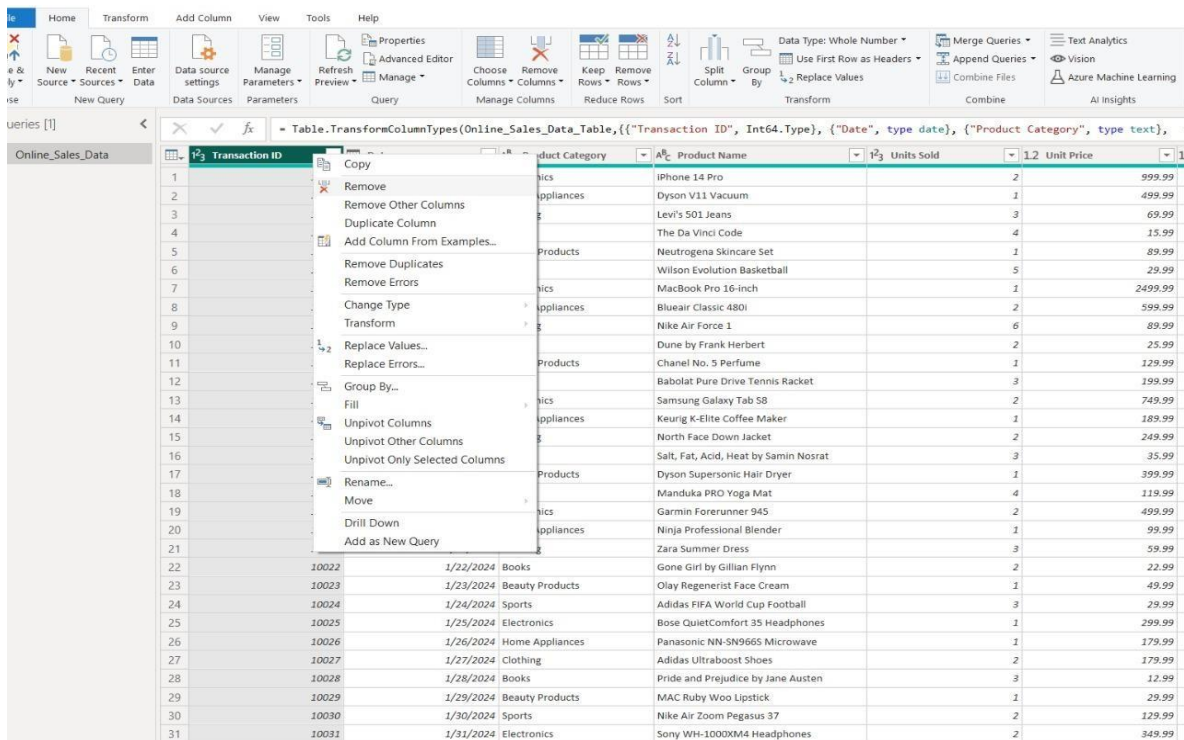 Home Transform Add Column View Tools Help
Properties
Advanced Editor
Manage
New Source Recent Sources Enter Data
Data source settings
Manage Parameters
Refresh Preview
Choose Columns Remove Columns
Keep Rows Remove Rows
Split Column Group By
Data Type: Whole Number
Use First Row as Headers
Replace Values
Merge Queries
Append Queries
Combine Files
Text Analytics
Vision
Azure Machine Learning
New Query Data Sources Parameters Query Manage Columns Reduce Rows Sort Transform Combine AI Insights
ueries [1]
= Table.TransformColumnTypes(Online_Sales_Data_Table,{{"Transaction ID", Int64.Type}, {"Date", type date}, {"Product Category", type text},
Online_Sales_Data
Transaction ID duct Category Product Name Units Sold Unit Price
Copy
Remove
Remove Other Columns
Duplicate Column
Add Column From Examples...
Remove Duplicates
Remove Errors
Change Type
Transform
Replace Values...
Replace Errors...
Group By...
Fill
Unpivot Columns
Unpivot Other Columns
Unpivot Only Selected Columns
Rename...
Move
Drill Down
Add as New Query
1 nics iPhone 14 Pro 2 999.99
2 ppliances Dyson V11 Vacuum 1 499.99
3 g Levi's 501 Jeans 3 69.99
4 The Da Vinci Code 4 15.99
5 Products Neutrogena Skincare Set 1 89.99
6 Wilson Evolution Basketball 5 29.99
7 nics MacBook Pro 16-inch 1 2499.99
8 ppliances Blueair Classic 480i 2 599.99
9 g Nike Air Force 1 6 89.99
10 Dune by Frank Herbert 2 25.99
11 Products Chanel No. 5 Perfume 1 129.99
12 Babolat Pure Drive Tennis Racket 3 199.99
13 nics Samsung Galaxy Tab S8 2 749.99
14 ppliances Keurig K-Elite Coffee Maker 1 189.99
15 g North Face Down Jacket 2 249.99
16 Salt, Fat, Acid, Heat by Samin Nosrat 3 35.99
17 Products Dyson Supersonic Hair Dryer 1 399.99
18 Manduka PRO Yoga Mat 4 119.99
19 nics Garmin Forerunner 945 2 499.99
20 ppliances Ninja Professional Blender 1 99.99
21 g Zara Summer Dress 3 59.99
22 10022 1/22/2024 Books Gone Girl by Gillian Flynn 2 22.99
23 10023 1/23/2024 Beauty Products Olay Regenerist Face Cream 1 49.99
24 10024 1/24/2024 Sports Adidas FIFA World Cup Football 3 29.99
25 10025 1/25/2024 Electronics Bose QuietComfort 35 Headphones 1 299.99
26 10026 1/26/2024 Home Appliances Panasonic NN-SN966S Microwave 1 179.99
27 10027 1/27/2024 Clothing Adidas Ultraboost Shoes 2 179.99
28 10028 1/28/2024 Books Pride and Prejudice by Jane Austen 3 12.99
29 10029 1/29/2024 Beauty Products MAC Ruby Woo Lipstick 1 29.99
30 10030 1/30/2024 Sports Nike Air Zoom Pegasus 37 2 129.99
31 10031 1/31/2024 Electronics Sony WH-1000XM4 Headphones 2 349.99